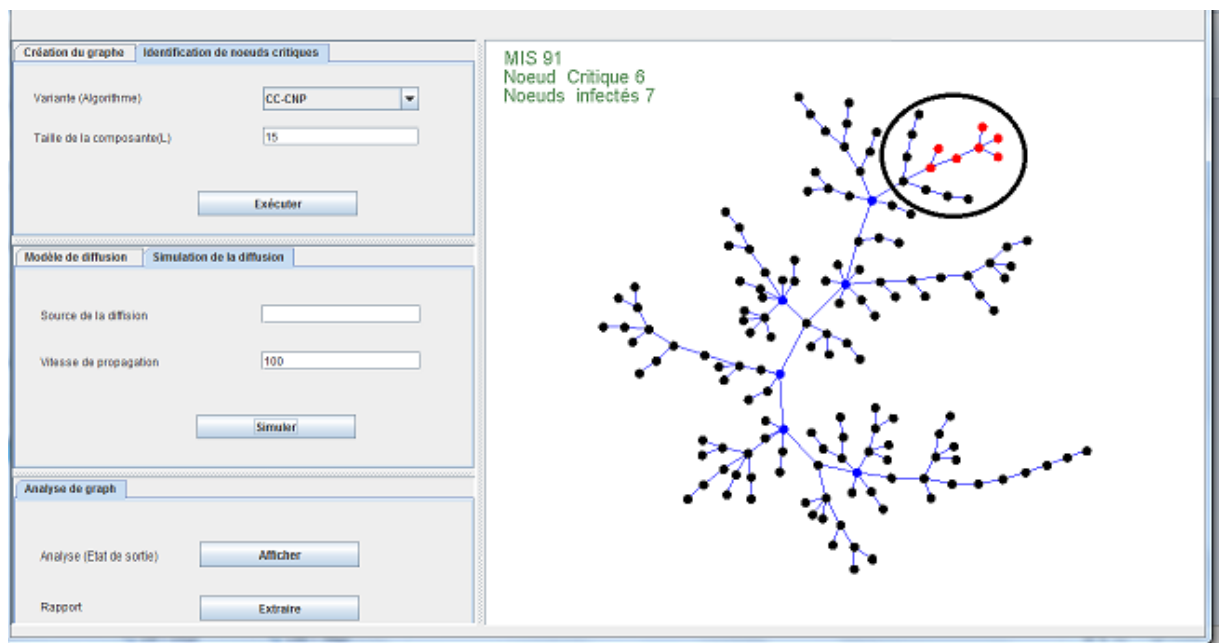 Création du graphe Identification de noeuds critiques
Variante (Algorithme) CC-CNP
Taille de la composante(L) 15
Exécuter
Modèle de diffusion Simulation de la diffusion
Source de la diffision
Vitesse de propagation 100
Simuler
Analyse de graph
Analyse (Etat de sortie) Afficher
Rapport Extraire
MIS 91
Noeud Critique 6
Noeuds infectés 7